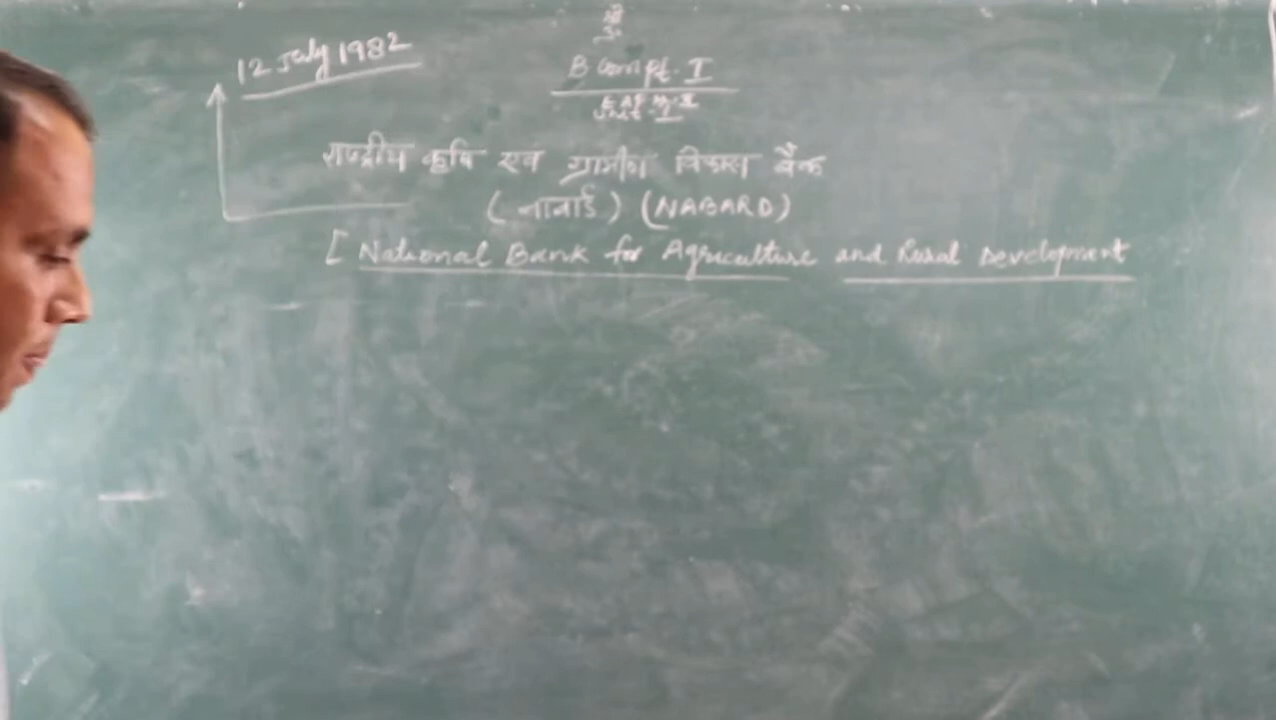 12 July 1982
B Com Pt. I
राष्ट्रीय कृषि एवं ग्रामीण विकास बैंक
(नाबार्ड) (NABARD)
[ National Bank for Agriculture and Rural Development